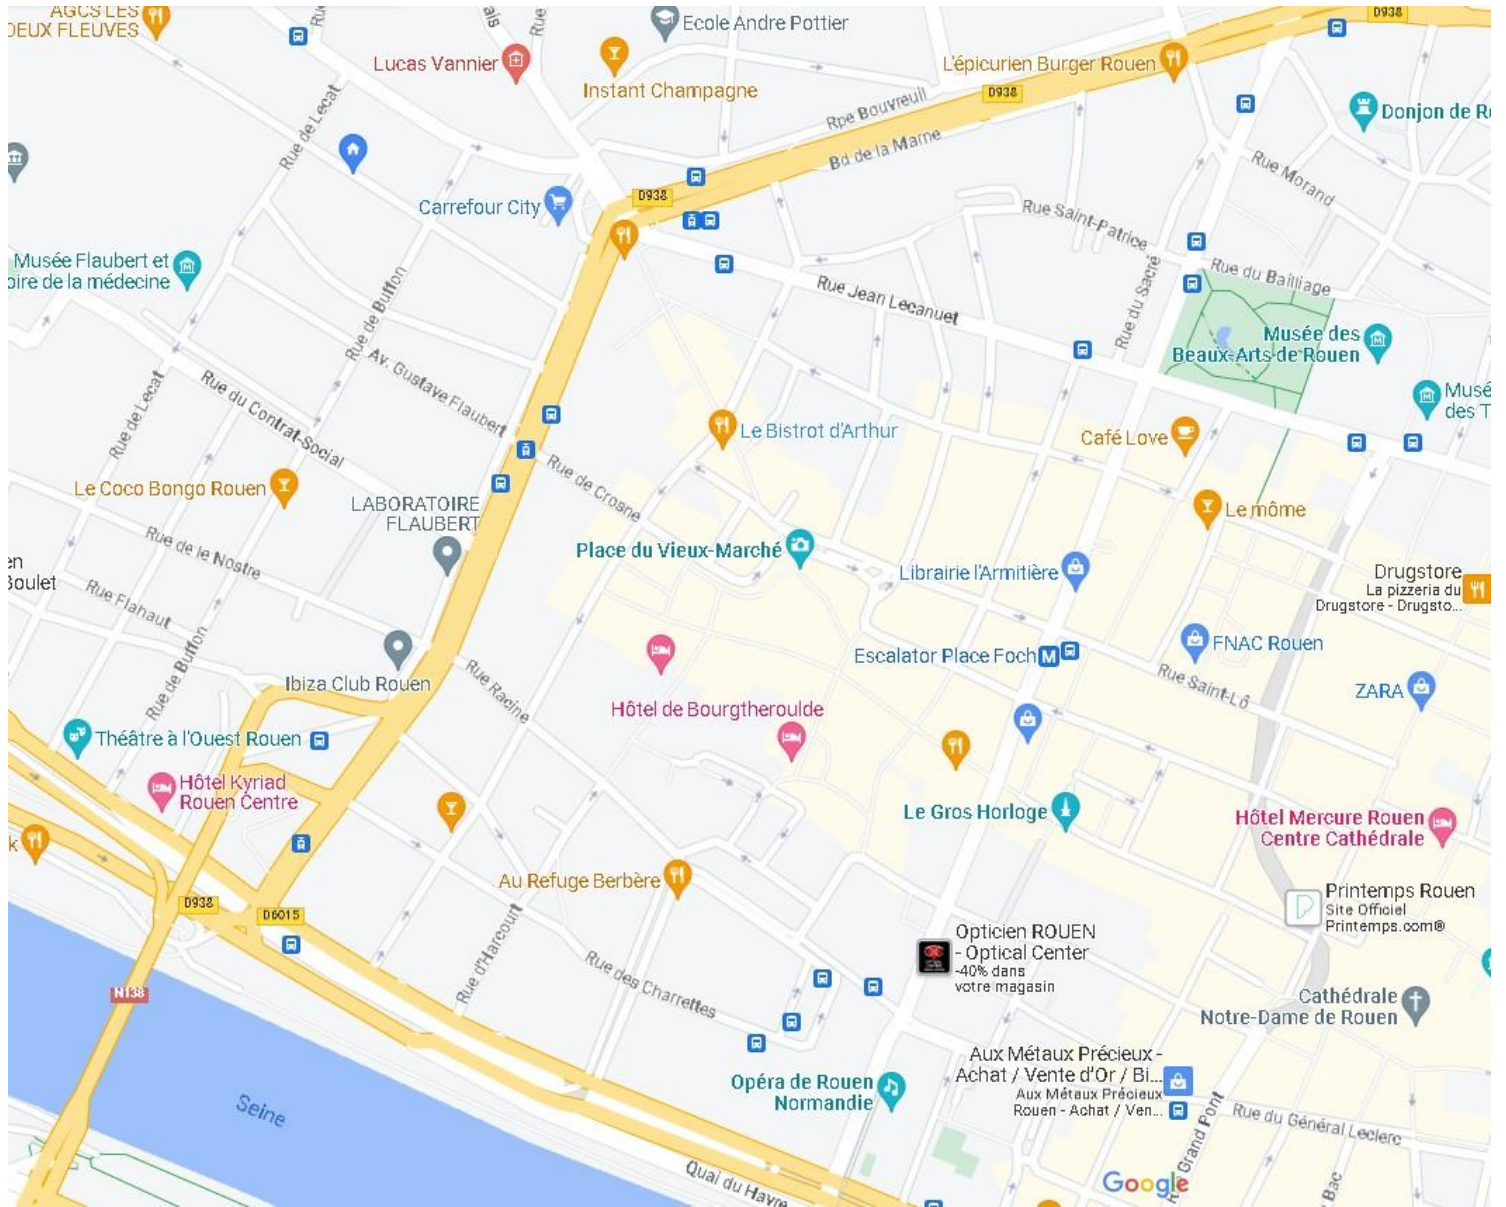 AGCS LES
DEUX FLEUVES
Rue
ais
Rue
Ecole Andre Pottier
D938
Lucas Vannier
Instant Champagne
L'épicurien Burger Rouen
D938
Rpe Bouvreuil
Bd de la Marne
Donjon de R
Rue de Lecat
Rue Morand
Carrefour City
D938
Rue Saint-Patrice
Musée Flaubert et
oire de la médecine
Rue du Bailliage
Rue du Sacré
Rue Jean Lecanuet
Rue de Buffon
Musée des
Beaux-Arts de Rouen
Av. Gustave Flaubert
Rue du Contrat-Social
Rue de Lecat
Musé
des T
Le Bistrot d'Arthur
Café Love
Rue de Crosne
Le Coco Bongo Rouen
LABORATOIRE
FLAUBERT
Le môme
Place du Vieux-Marché
Rue de le Nostre
en
Boulet
Librairie l'Armitière
Drugstore
La pizzeria du
Drugstore - Drugsto...
Rue Flahaut
FNAC Rouen
Escalator Place Foch
M
Rue de Buffon
Ibiza Club Rouen
Rue Racine
Rue Saint-Lô
ZARA
Hôtel de Bourgtheroulde
Théâtre à l'Ouest Rouen
Hôtel Kyriad
Rouen Centre
Le Gros Horloge
Hôtel Mercure Rouen
Centre Cathédrale
k
Au Refuge Berbère
D938
D6015
Printemps Rouen
Site Officiel
Printemps.com®
Opticien ROUEN
- Optical Center
-40% dans
votre magasin
Rue d'Harcourt
Rue des Charrettes
N138
Cathédrale
Notre-Dame de Rouen
Aux Métaux Précieux -
Achat / Vente d'Or / Bi...
Aux Métaux Précieux
Rouen - Achat / Ven...
Opéra de Rouen
Normandie
Seine
Rue du Général Leclerc
Grand Pont
Quai du Havre
Google
Bac